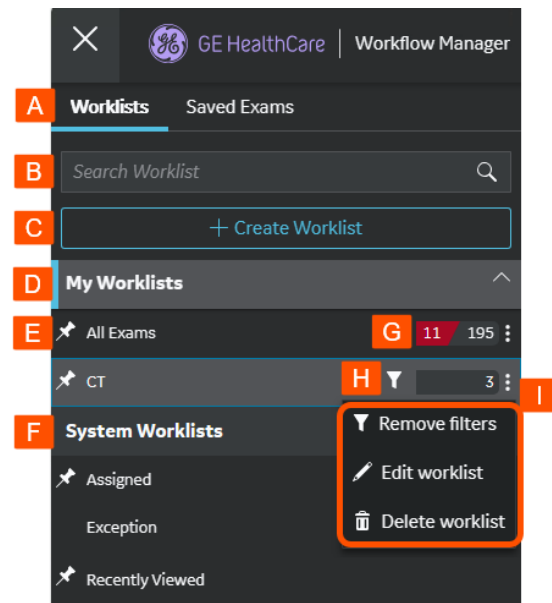 GE HealthCare | Workflow Manager
A Worklists Saved Exams
B Search Worklist
C + Create Worklist
D My Worklists
E All Exams G 11 195
CT H 3 I
F System Worklists
Remove filters
Assigned
Edit worklist
Exception
Delete worklist
Recently Viewed